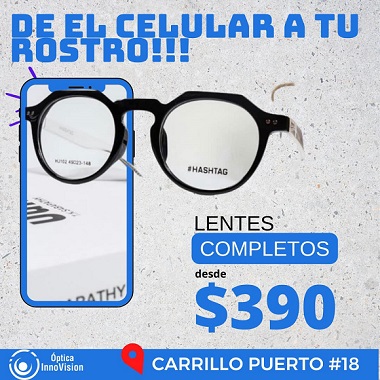 DE EL CELULAR A TU
ROSTRO!!!
#HASHTAG
LENTES
COMPLETOS
desde
$390
Óptica
InnoVision
CARRILLO PUERTO #18